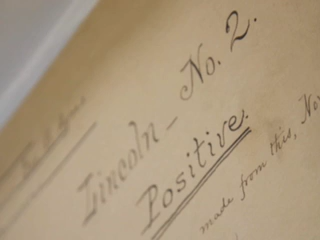 Lincoln – No. 2.
Positive.
made from this,